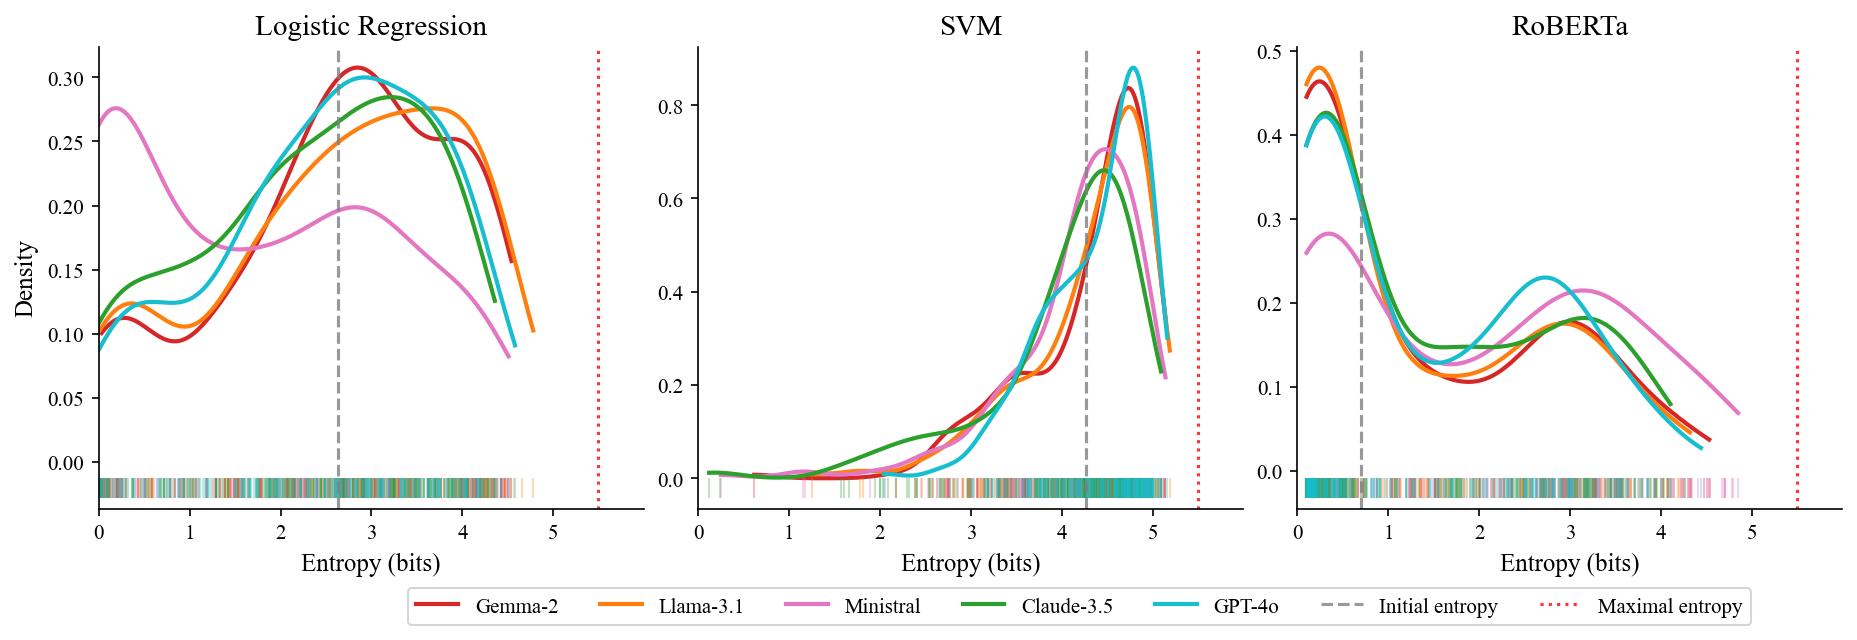 Logistic Regression
SVM
RoBERTa
Density
0.30
0.25
0.20
0.15
0.10
0.05
0.00
0 1 2 3 4 5
Entropy (bits)
0.8
0.6
0.4
0.2
0.0
0 1 2 3 4 5
Entropy (bits)
0.5
0.4
0.3
0.2
0.1
0.0
0 1 2 3 4 5
Entropy (bits)
Gemma-2 Llama-3.1 Ministral Claude-3.5 GPT-4o Initial entropy Maximal entropy